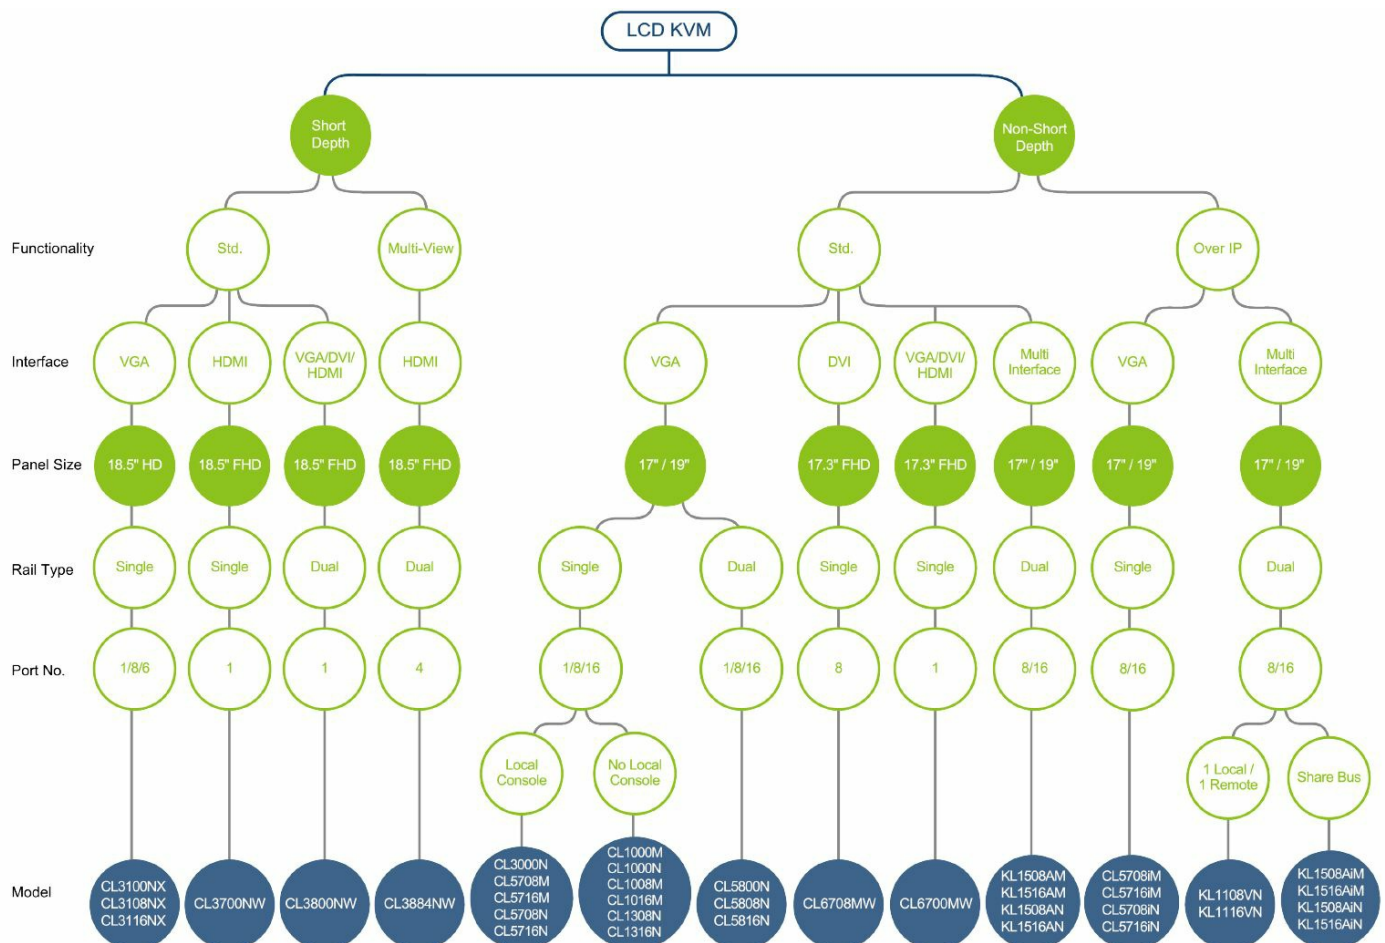 LCD KVM
Short
Depth
Non-Short
Depth
Functionality
Std.
Multi-View
Std.
Over IP
Interface
VGA
HDMI
VGA/DVI/
HDMI
HDMI
VGA
DVI
VGA/DVI/
HDMI
Multi
Interface
VGA
Multi
Interface
Panel Size
18.5" HD
18.5" FHD
18.5" FHD
18.5" FHD
17" / 19"
17.3" FHD
17.3" FHD
17" / 19"
17" / 19"
17" / 19"
Rail Type
Single
Single
Dual
Dual
Single
Dual
Single
Single
Dual
Single
Dual
Port No.
1/8/6
1
1
4
1/8/16
1/8/16
8
1
8/16
8/16
8/16
Local
Console
No Local
Console
1 Local /
1 Remote
Share Bus
Model
CL3100NX
CL3108NX
CL3116NX
CL3700NW
CL3800NW
CL3884NW
CL3000N
CL5708M
CL5716M
CL5708N
CL5716N
CL1000M
CL1000N
CL1008M
CL1016M
CL1308N
CL1316N
CL5800N
CL5808N
CL5816N
CL6708MW
CL6700MW
KL1508AM
KL1516AM
KL1508AN
KL1516AN
CL5708iM
CL5716iM
CL5708iN
CL5716iN
KL1108VN
KL1116VN
KL1508AiM
KL1516AiM
KL1508AiN
KL1516AiN